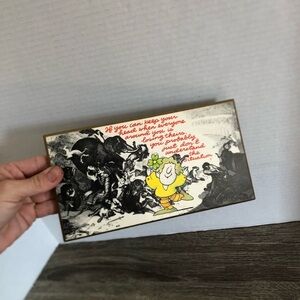 If you can keep your
head when everyone
around you is
losing theirs,
you probably
just don't
understand
the
situation.